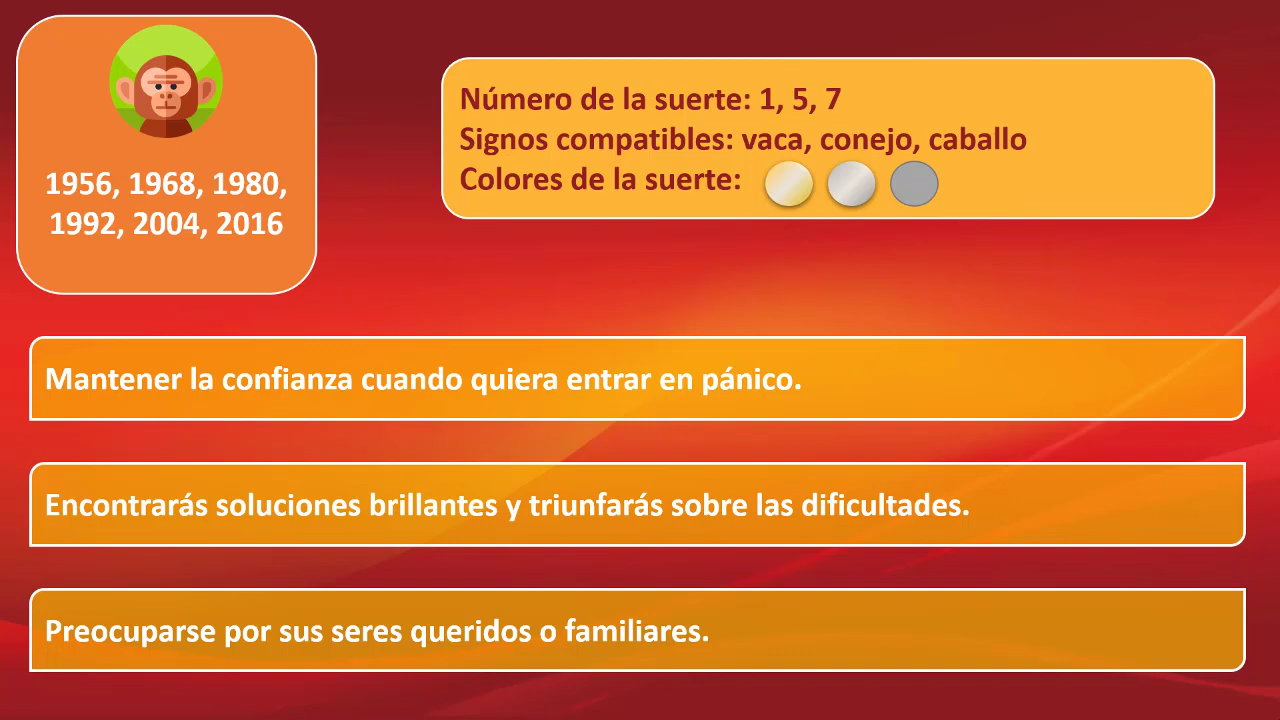 1956, 1968, 1980,
1992, 2004, 2016
Número de la suerte: 1, 5, 7
Signos compatibles: vaca, conejo, caballo
Colores de la suerte:
Mantener la confianza cuando quiera entrar en pánico.
Encontrarás soluciones brillantes y triunfarás sobre las dificultades.
Preocuparse por sus seres queridos o familiares.